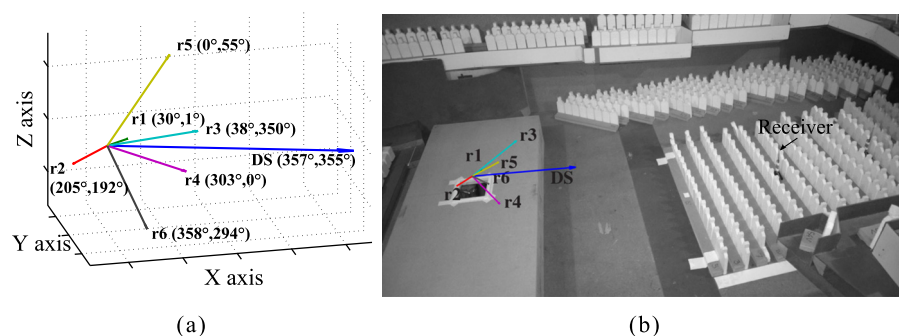 r5 (0°,55°)
r1 (30°,1°)
r3 (38°,350°)
DS (357°,355°)
r2
(205°,192°)
r4 (303°,0°)
r6 (358°,294°)
Z axis
Y axis
X axis
(a)
Receiver
r3
r1
r5
r6
DS
r2
r4
(b)